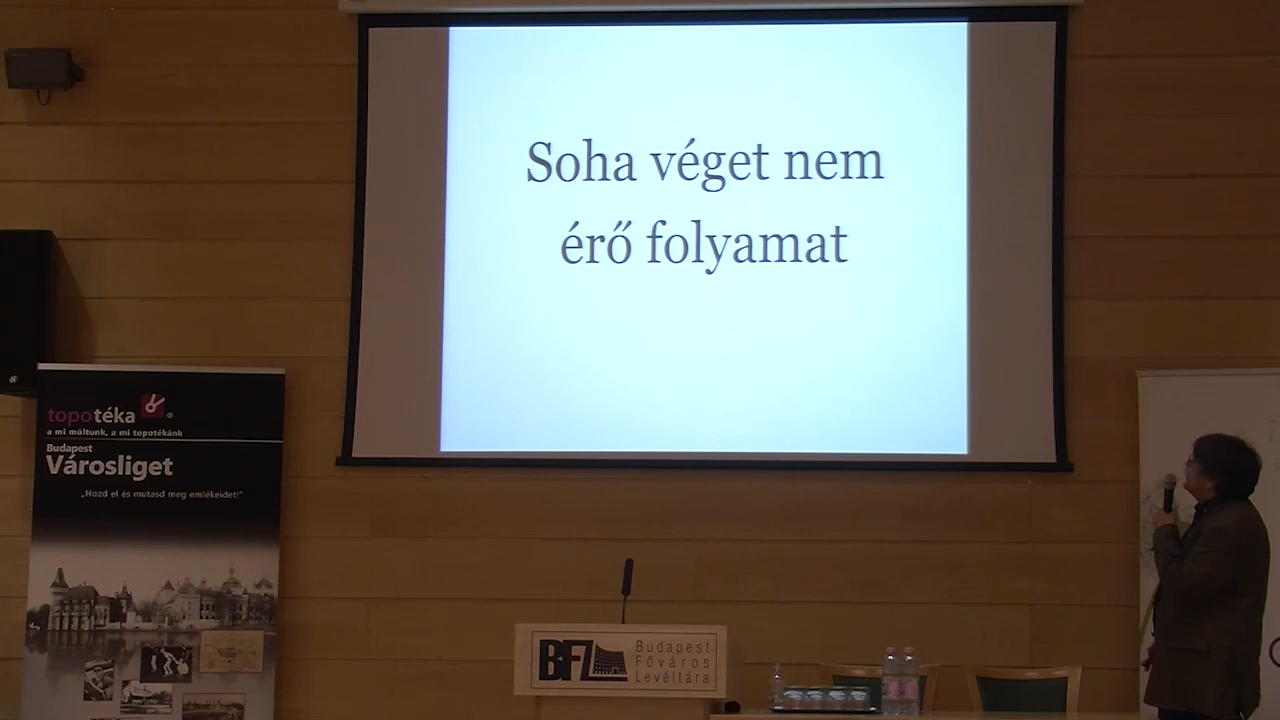 Soha véget nem
érő folyamat
topotéka ®
a mi múltunk, a mi topotékánk
Budapest
Városliget
„Hozd el és mutasd meg emlékeidet!"
BFL
Budapest
Főváros
Levéltára